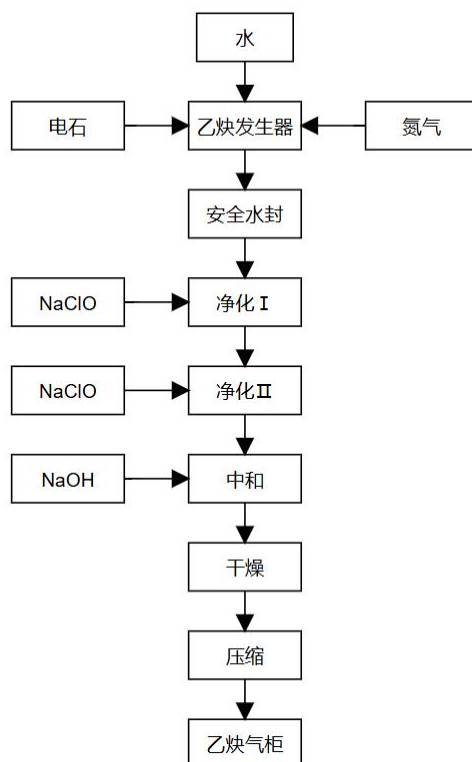 水
电石
乙炔发生器
氮气
安全水封
NaClO
净化Ⅰ
NaClO
净化Ⅱ
NaOH
中和
干燥
压缩
乙炔气柜